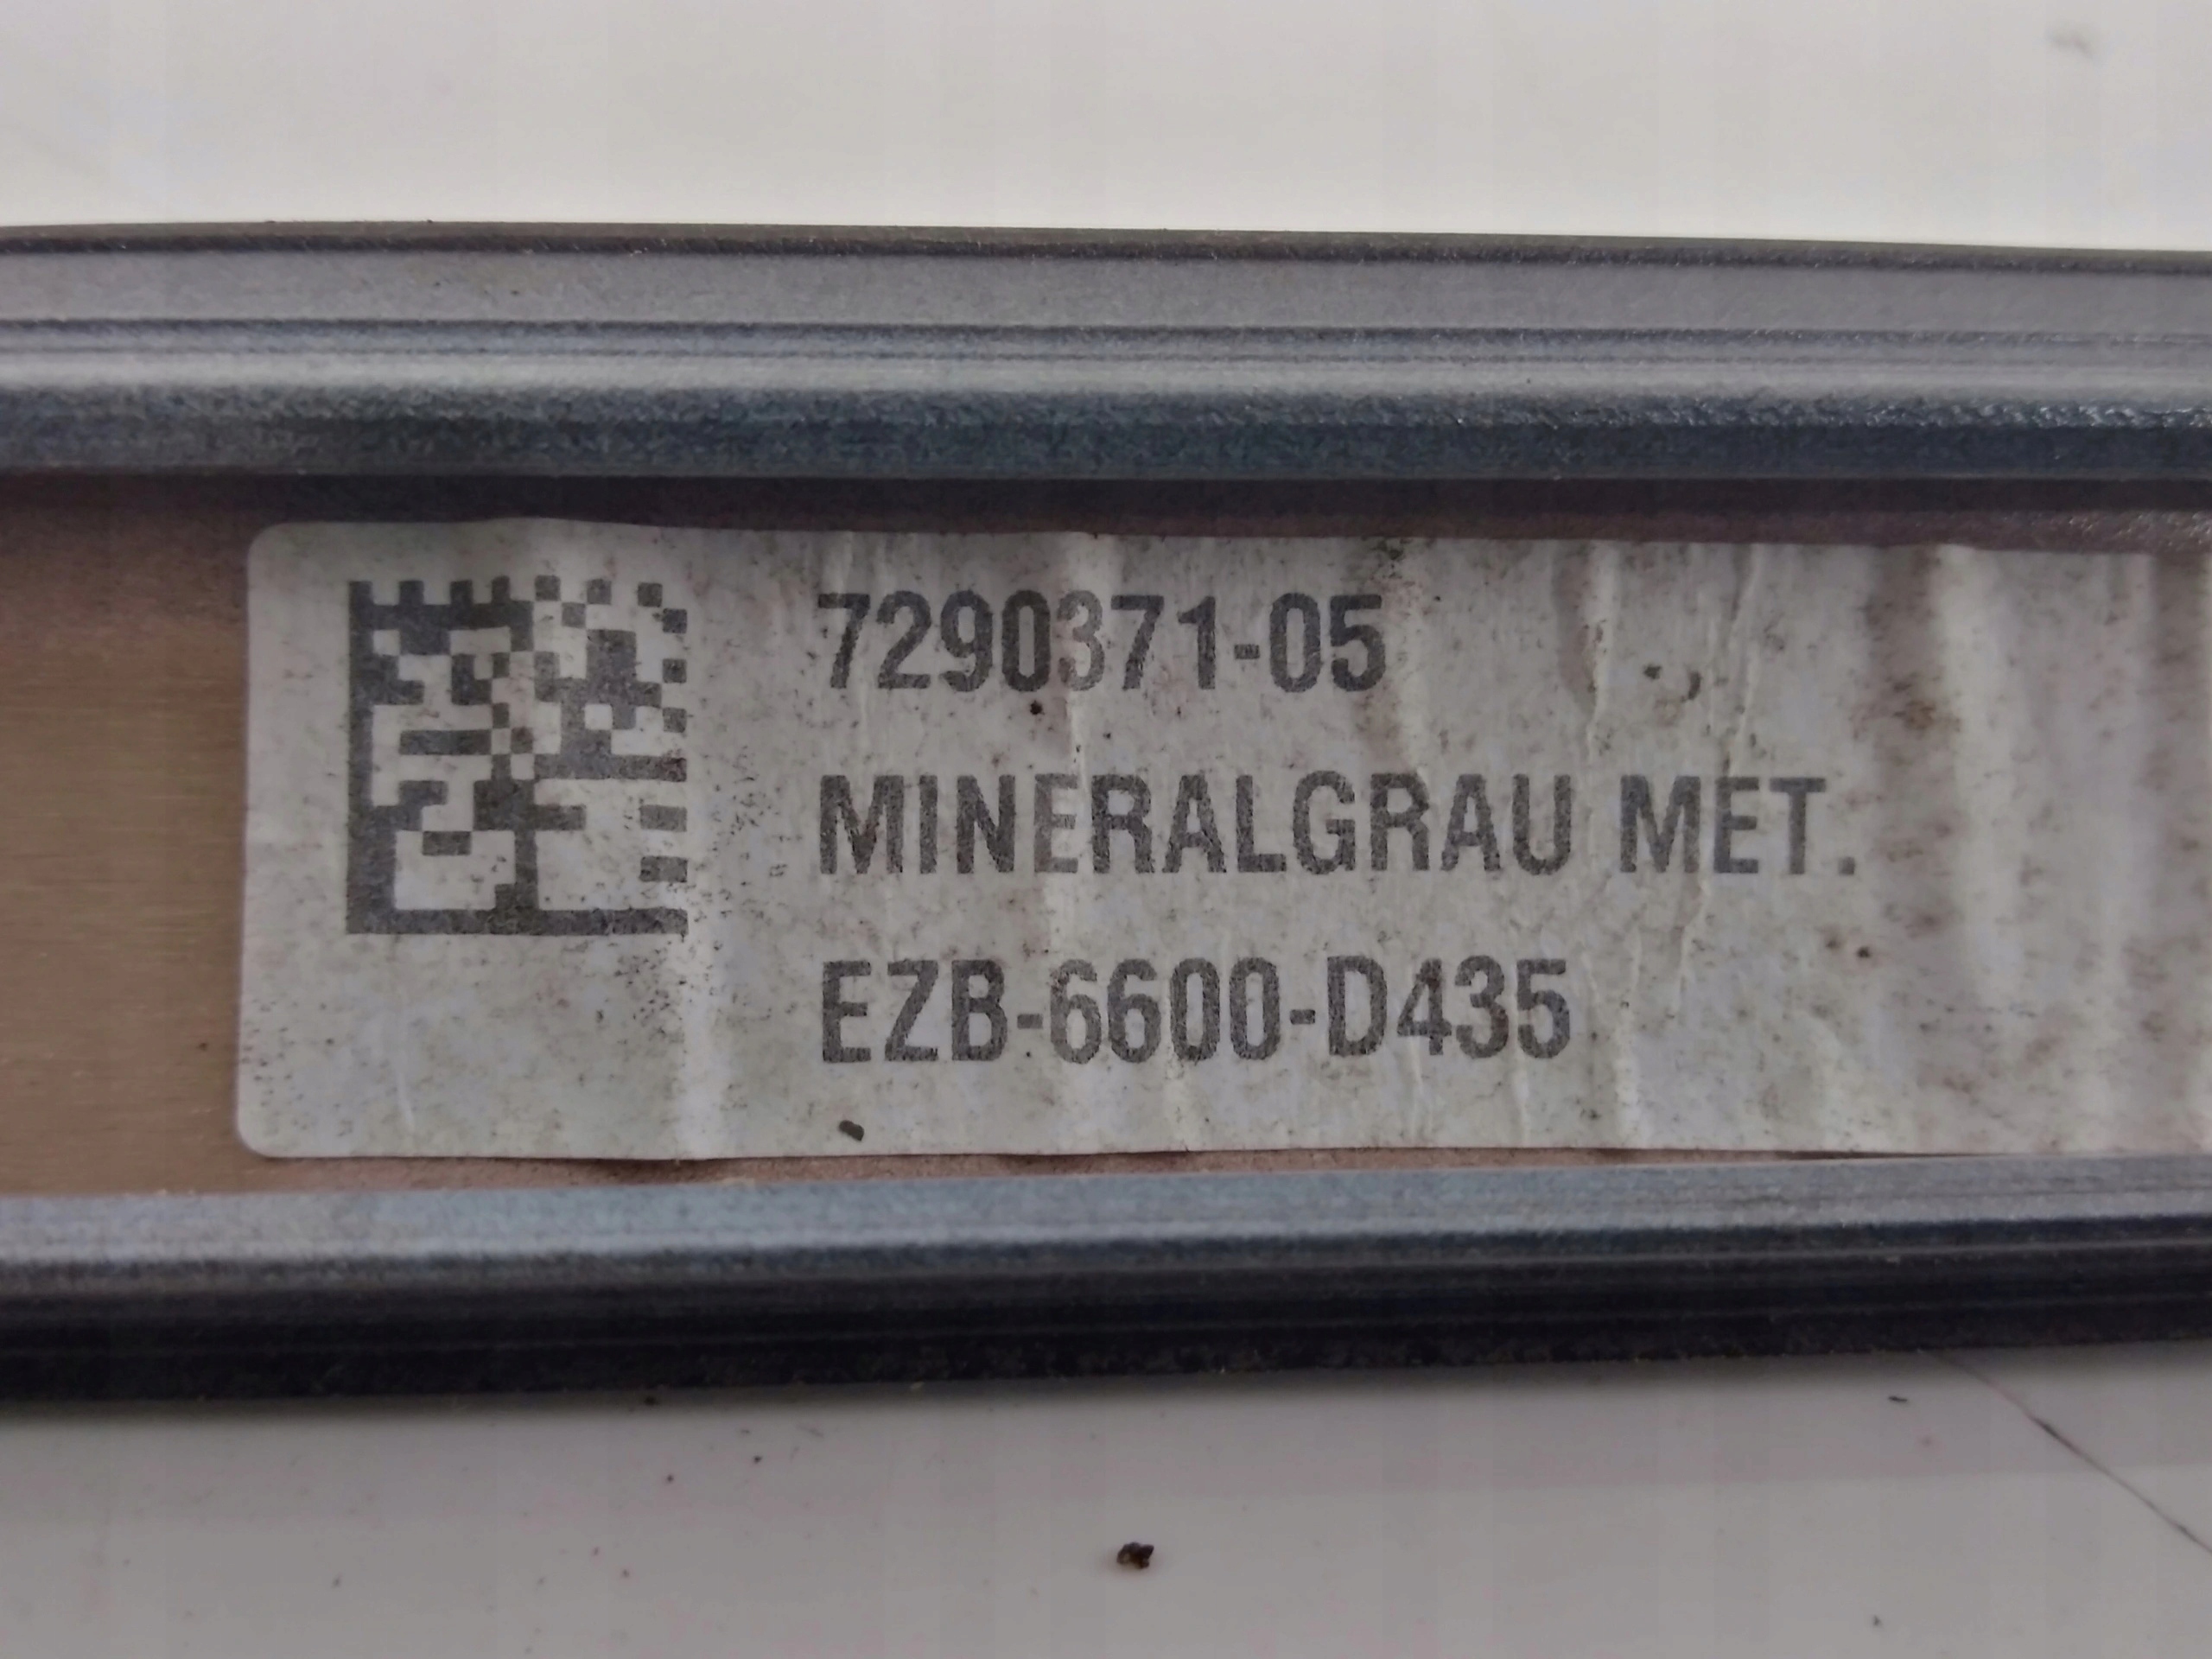 7290371-05
MINERALGRAU MET.
EZB-6600-D435